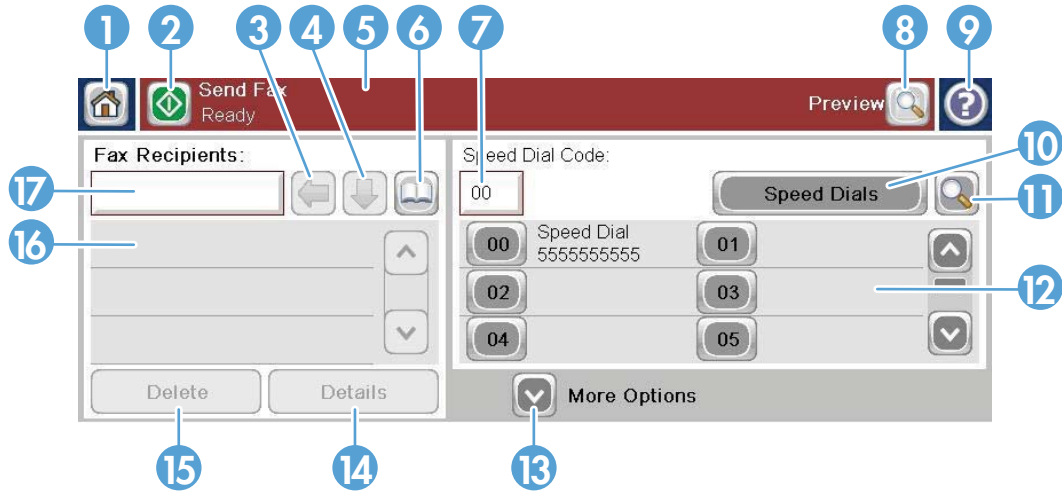 1 2 3 4 5 6 7 8 9
Send Fax
Ready
Preview
Fax Recipients:
Speed Dial Code:
10
17
00
Speed Dials
11
16
00
Speed Dial
5555555555
01
02
03
12
04
05
Delete
Details
More Options
15 14 13